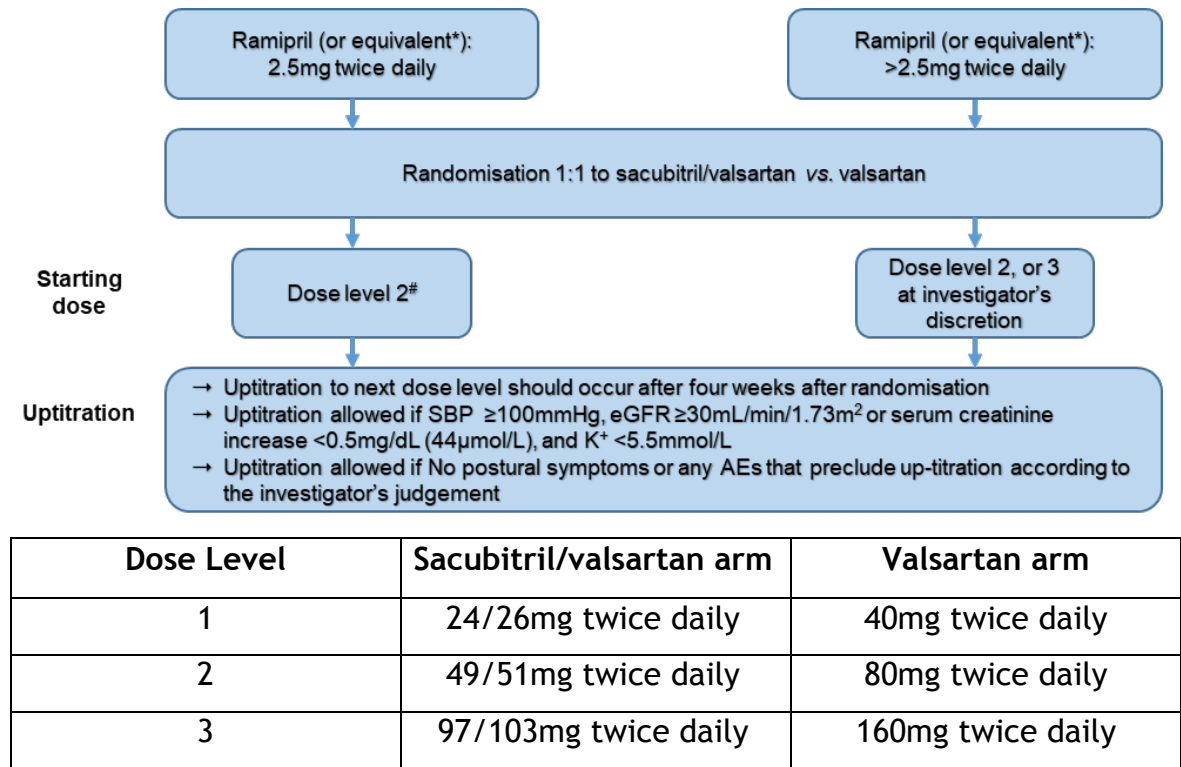 Ramipril (or equivalent*):
2.5mg twice daily
Ramipril (or equivalent*):
>2.5mg twice daily
Randomisation 1:1 to sacubitril/valsartan vs. valsartan
Starting
dose
Dose level 2#
Dose level 2, or 3
at investigator's
discretion
Uptitration
→ Uptitration to next dose level should occur after four weeks after randomisation
→ Uptitration allowed if SBP ≥100mmHg, eGFR ≥30mL/min/1.73m² or serum creatinine
increase <0.5mg/dL (44µmol/L), and K⁺ <5.5mmol/L
→ Uptitration allowed if No postural symptoms or any AEs that preclude up-titration according to
the investigator's judgement
Dose Level Sacubitril/valsartan arm Valsartan arm
1 24/26mg twice daily 40mg twice daily
2 49/51mg twice daily 80mg twice daily
3 97/103mg twice daily 160mg twice daily